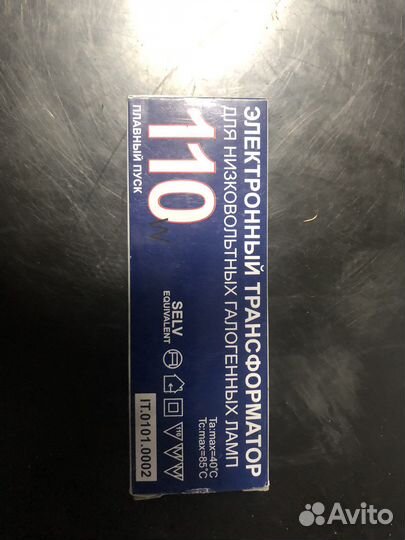 ЭЛЕКТРОННЫЙ ТРАНСФОРМАТОР
ДЛЯ НИЗКОВОЛЬТНЫХ ГАЛОГЕННЫХ ЛАМП
110
W
ПЛАВНЫЙ ПУСК
SELV
EQUIVALENT
Ta:max=40°C
Tc:max=85°C
110
IT.0101.0002
Avito